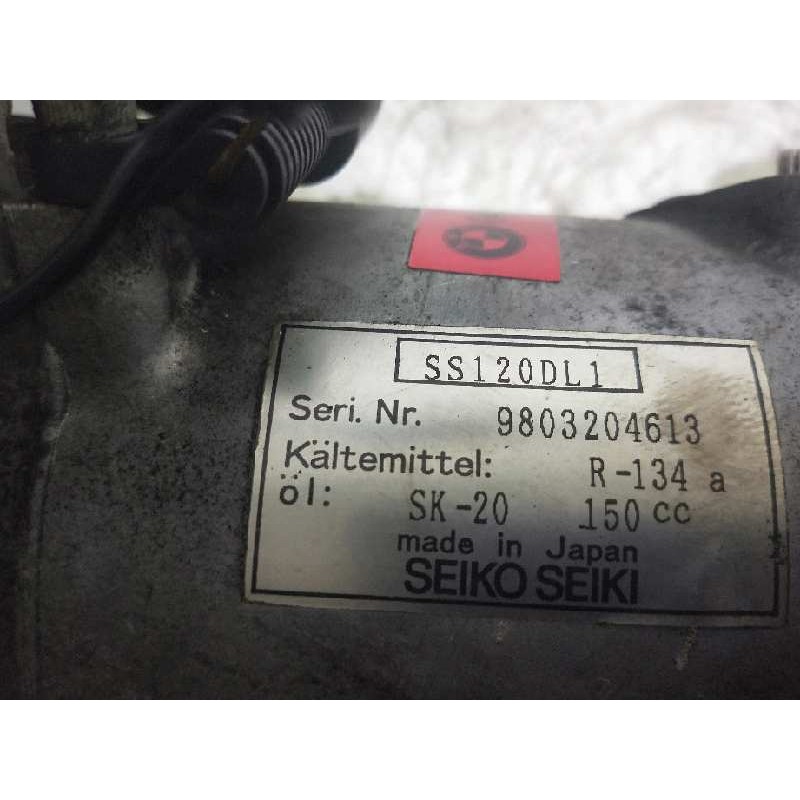 SS120DL1
Seri. Nr. 9803204613
Kältemittel: R-134 a
öl: SK-20 150 cc
made in Japan
SEIKO SEIKI